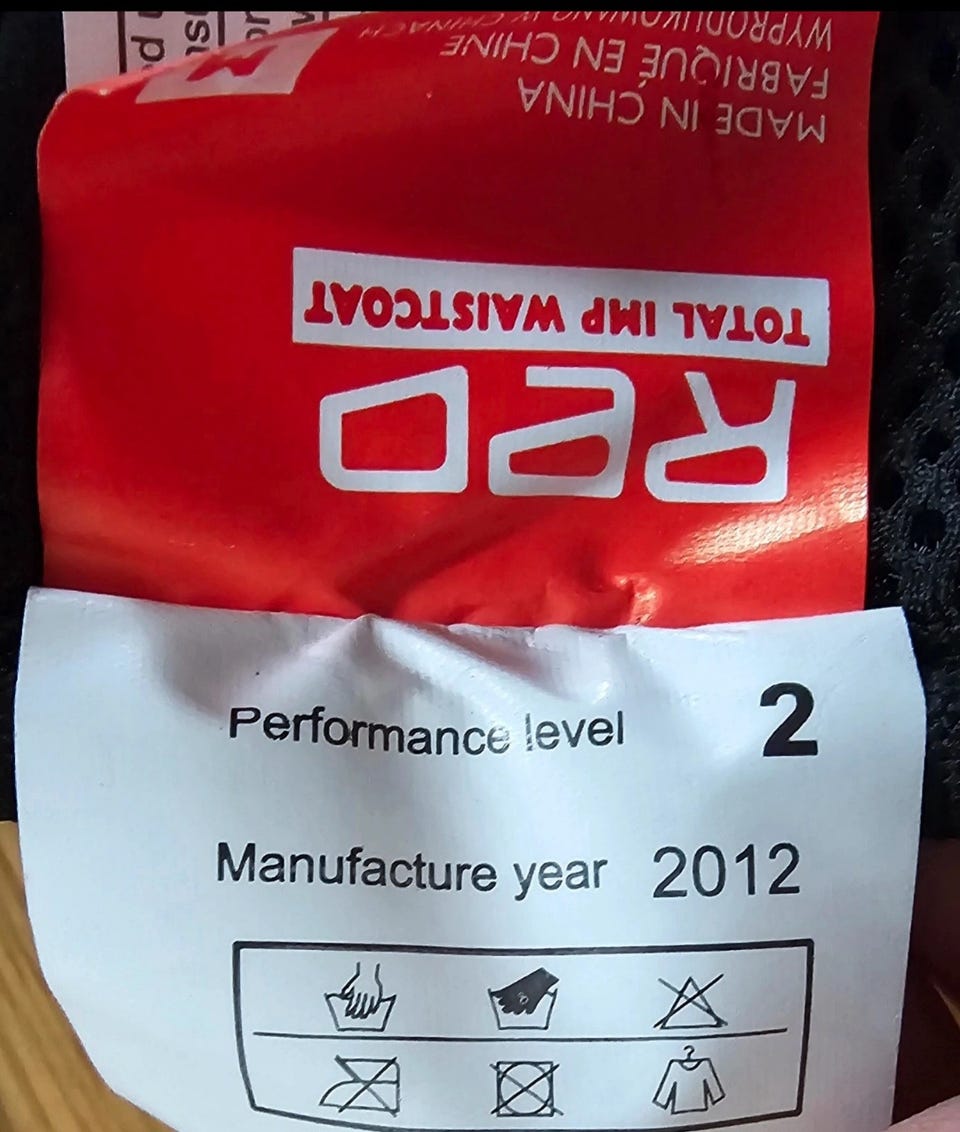 WYPRODUKOWANO W CHINACH
FABRIQUÉ EN CHINE
MADE IN CHINA
TOTAL IMP WAISTCOAT
RED
M
Performance level 2
Manufacture year 2012